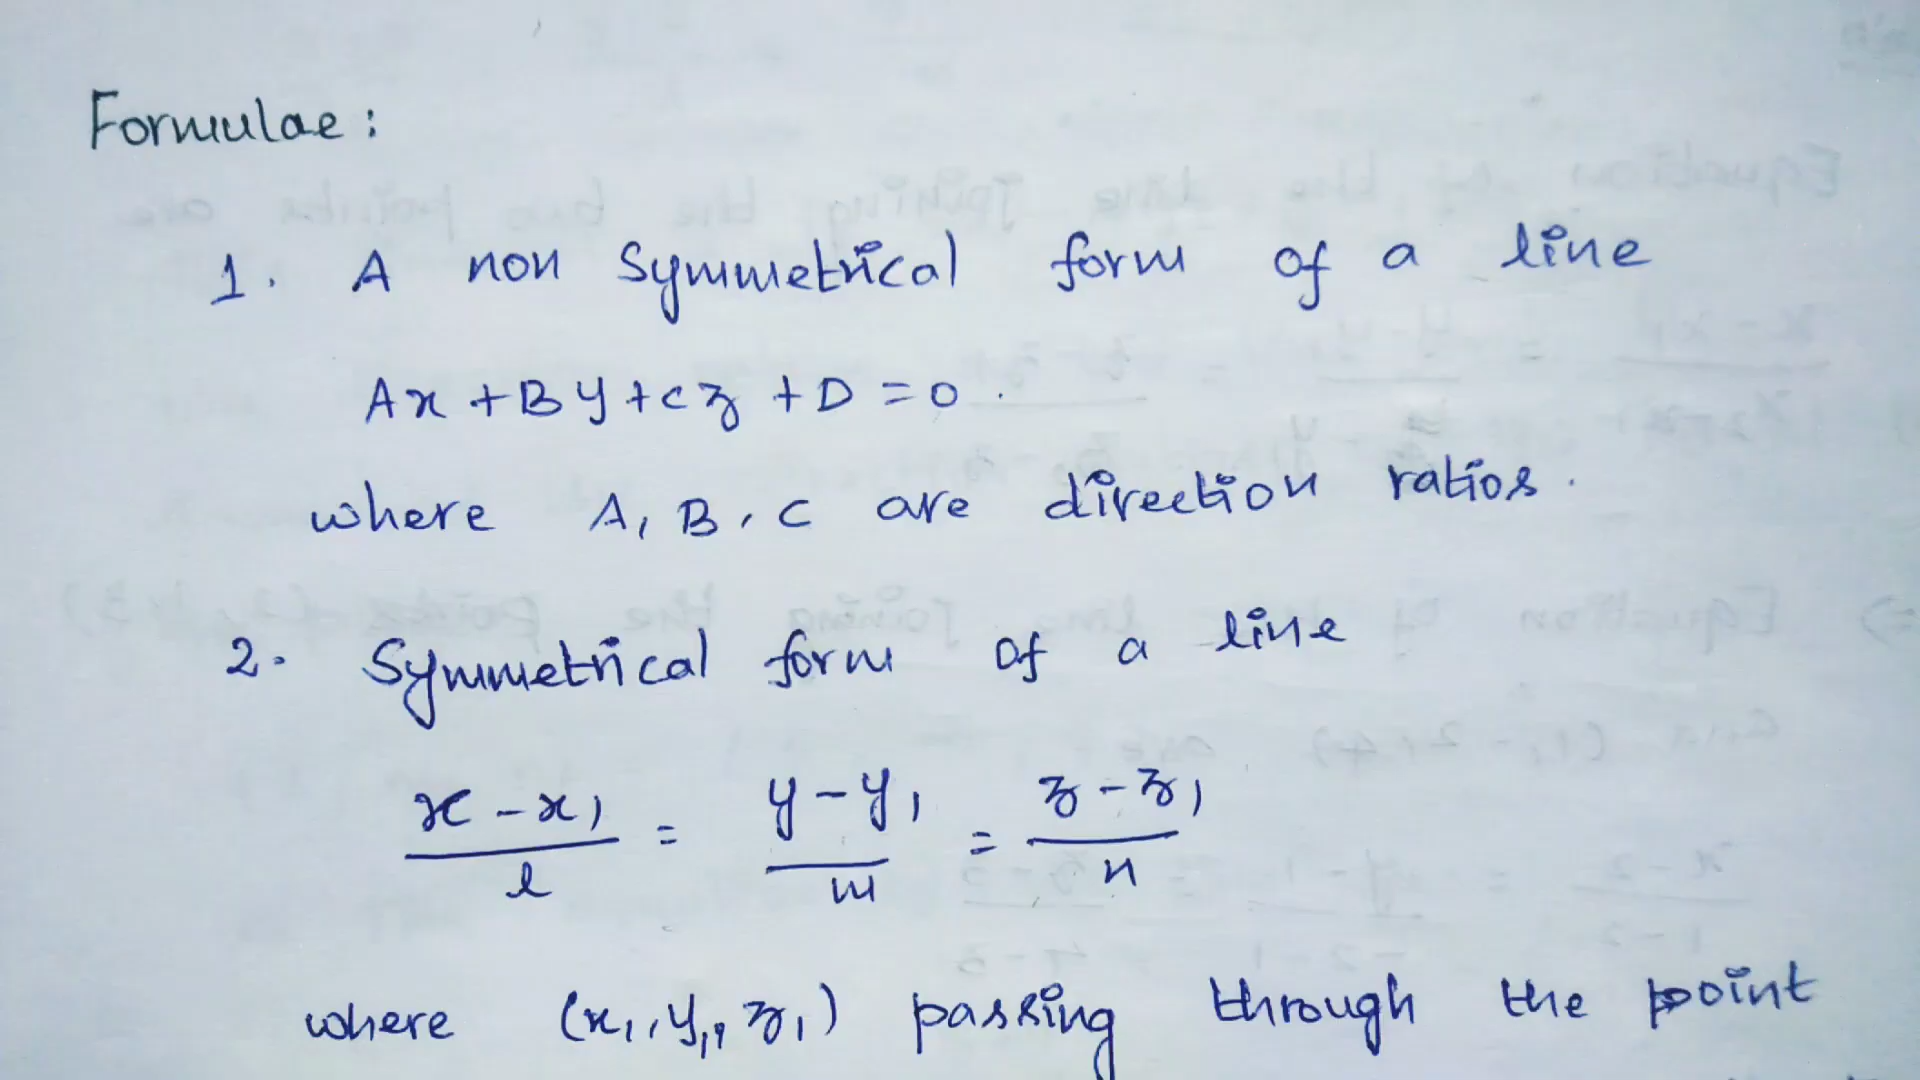 Formulae:
1. A non symmetrical form of a line
Ax + By + cz + D = 0.
where A, B, C are direction ratios.
2. Symmetrical form of a line
x - x₁ / l = y - y₁ / m = z - z₁ / n
where (x₁, y₁, z₁) passing through the point